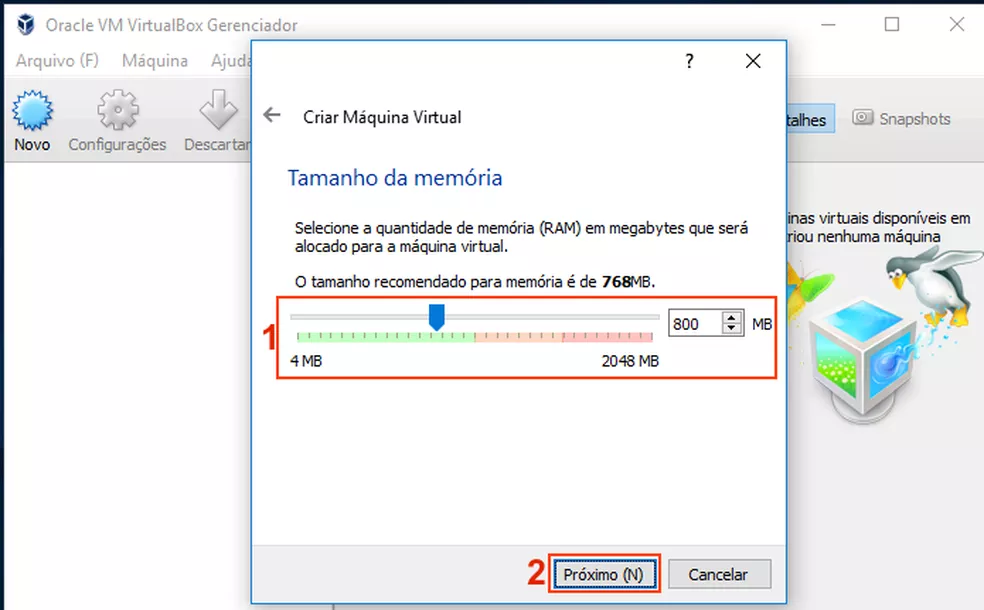 Oracle VM VirtualBox Gerenciador
Arquivo (F) Máquina Ajuda
?
Novo Configurações Descartar
talhes Snapshots
Criar Máquina Virtual
Tamanho da memória
Selecione a quantidade de memória (RAM) em megabytes que será
alocado para a máquina virtual.
O tamanho recomendado para memória é de 768MB.
1
800 MB
4 MB 2048 MB
inas virtuais disponíveis em
riou nenhuma máquina
2 Próximo (N) Cancelar